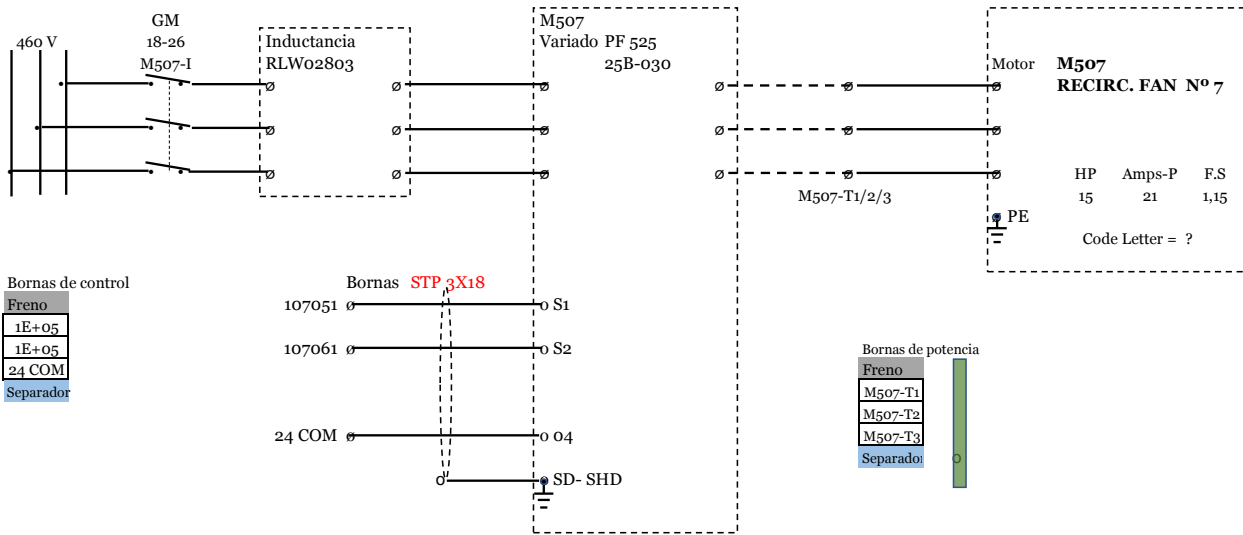 460 V
GM
18-26
M507-I
Inductancia
RLW02803
M507
Variado PF 525
25B-030
Motor M507
RECIRC. FAN Nº 7
HP Amps-P F.S
15 21 1,15
M507-T1/2/3
PE
Code Letter = ?
Bornas de control
Freno
1E+05
1E+05
24 COM
Separador
Bornas STP 3X18
107051 S1
107061 S2
24 COM 04
SD- SHD
Bornas de potencia
Freno
M507-T1
M507-T2
M507-T3
Separador